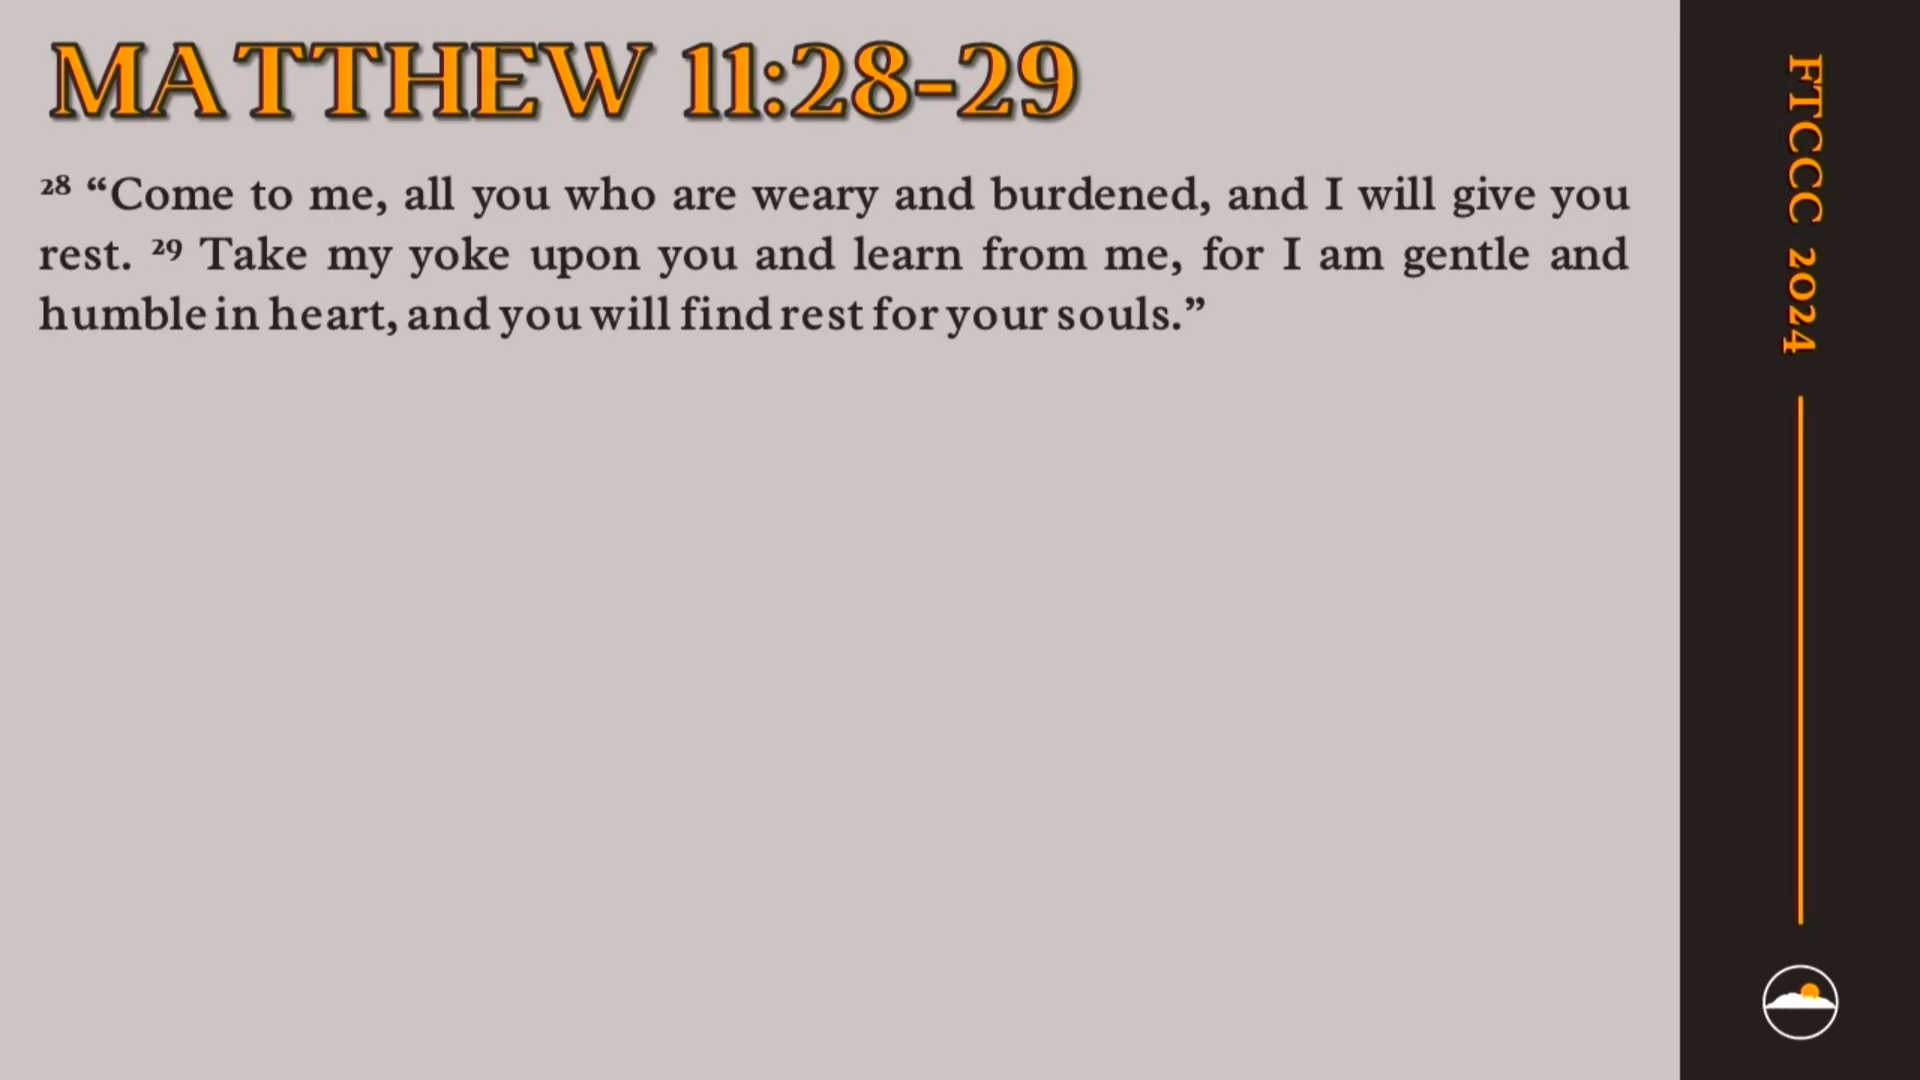 MATTHEW 11:28-29
²⁸ “Come to me, all you who are weary and burdened, and I will give you
rest. ²⁹ Take my yoke upon you and learn from me, for I am gentle and
humble in heart, and you will find rest for your souls.”
FTCCC 2024